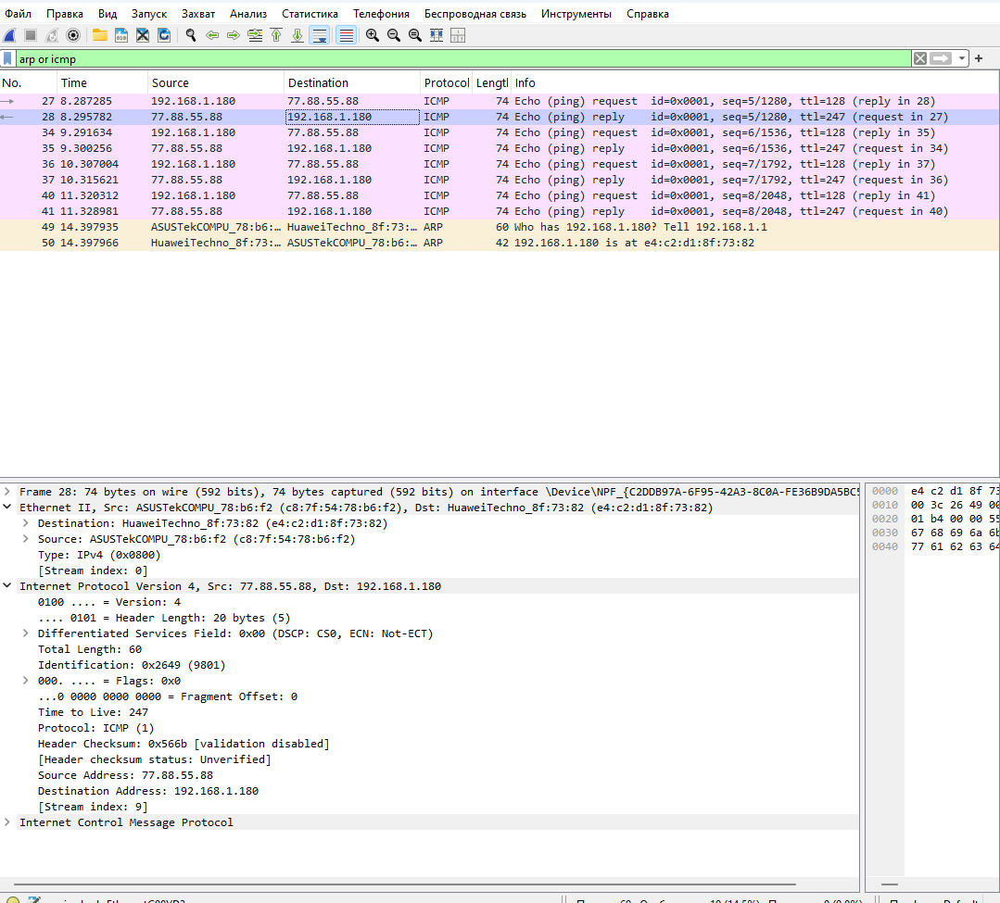 Файл Правка Вид Запуск Захват Анализ Статистика Телефония Беспроводная связь Инструменты Справка
arp or icmp
No. Time Source Destination Protocol Lengtl Info
27 8.287285 192.168.1.180 77.88.55.88 ICMP 74 Echo (ping) request id=0x0001, seq=5/1280, ttl=128 (reply in 28)
28 8.295782 77.88.55.88 192.168.1.180 ICMP 74 Echo (ping) reply id=0x0001, seq=5/1280, ttl=247 (request in 27)
34 9.291634 192.168.1.180 77.88.55.88 ICMP 74 Echo (ping) request id=0x0001, seq=6/1536, ttl=128 (reply in 35)
35 9.300256 77.88.55.88 192.168.1.180 ICMP 74 Echo (ping) reply id=0x0001, seq=6/1536, ttl=247 (request in 34)
36 10.307004 192.168.1.180 77.88.55.88 ICMP 74 Echo (ping) request id=0x0001, seq=7/1792, ttl=128 (reply in 37)
37 10.315621 77.88.55.88 192.168.1.180 ICMP 74 Echo (ping) reply id=0x0001, seq=7/1792, ttl=247 (request in 36)
40 11.320312 192.168.1.180 77.88.55.88 ICMP 74 Echo (ping) request id=0x0001, seq=8/2048, ttl=128 (reply in 41)
41 11.328981 77.88.55.88 192.168.1.180 ICMP 74 Echo (ping) reply id=0x0001, seq=8/2048, ttl=247 (request in 40)
49 14.397935 ASUSTekCOMPU_78:b6:… HuaweiTechno_8f:73:… ARP 60 Who has 192.168.1.180? Tell 192.168.1.1
50 14.397966 HuaweiTechno_8f:73:… ASUSTekCOMPU_78:b6:… ARP 42 192.168.1.180 is at e4:c2:d1:8f:73:82
Frame 28: 74 bytes on wire (592 bits), 74 bytes captured (592 bits) on interface \Device\NPF_{C2DDB97A-6F95-42A3-8C0A-FE36B9DA5BC5
Ethernet II, Src: ASUSTekCOMPU_78:b6:f2 (c8:7f:54:78:b6:f2), Dst: HuaweiTechno_8f:73:82 (e4:c2:d1:8f:73:82)
Destination: HuaweiTechno_8f:73:82 (e4:c2:d1:8f:73:82)
Source: ASUSTekCOMPU_78:b6:f2 (c8:7f:54:78:b6:f2)
Type: IPv4 (0x0800)
[Stream index: 0]
Internet Protocol Version 4, Src: 77.88.55.88, Dst: 192.168.1.180
0100 .... = Version: 4
.... 0101 = Header Length: 20 bytes (5)
Differentiated Services Field: 0x00 (DSCP: CS0, ECN: Not-ECT)
Total Length: 60
Identification: 0x2649 (9801)
000. .... = Flags: 0x0
...0 0000 0000 0000 = Fragment Offset: 0
Time to Live: 247
Protocol: ICMP (1)
Header Checksum: 0x566b [validation disabled]
[Header checksum status: Unverified]
Source Address: 77.88.55.88
Destination Address: 192.168.1.180
[Stream index: 9]
Internet Control Message Protocol
0000 e4 c2 d1 8f 73
0010 00 3c 26 49 00
0020 01 b4 00 00 55
0030 67 68 69 6a 6b
0040 77 61 62 63 64